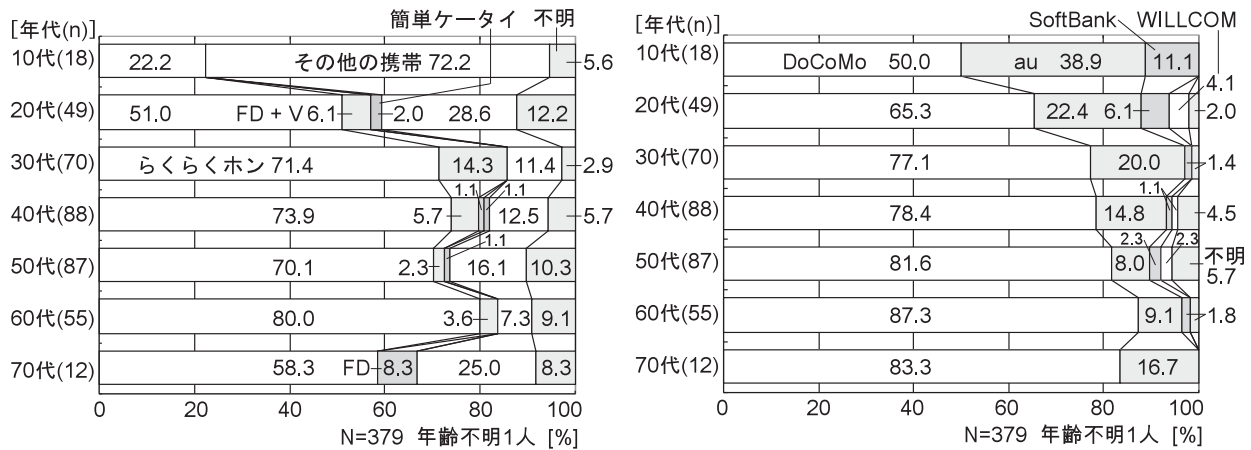 簡単ケータイ 不明
[年代(n)]
10代(18) 22.2 その他の携帯 72.2 5.6
20代(49) 51.0 FD + V 6.1 2.0 28.6 12.2
30代(70) らくらくホン 71.4 14.3 11.4 2.9
1.1 1.1
40代(88) 73.9 5.7 12.5 5.7
1.1
50代(87) 70.1 2.3 16.1 10.3
60代(55) 80.0 3.6 7.3 9.1
70代(12) 58.3 FD 8.3 25.0 8.3
0 20 40 60 80 100
N=379 年齢不明1人 [%]
SoftBank WILLCOM
[年代(n)]
10代(18) DoCoMo 50.0 au 38.9 11.1
4.1
20代(49) 65.3 22.4 6.1 2.0
30代(70) 77.1 20.0 1.4
1.1
40代(88) 78.4 14.8 4.5
2.3 2.3
50代(87) 81.6 8.0 不明
5.7
60代(55) 87.3 9.1 1.8
70代(12) 83.3 16.7
0 20 40 60 80 100
N=379 年齢不明1人 [%]